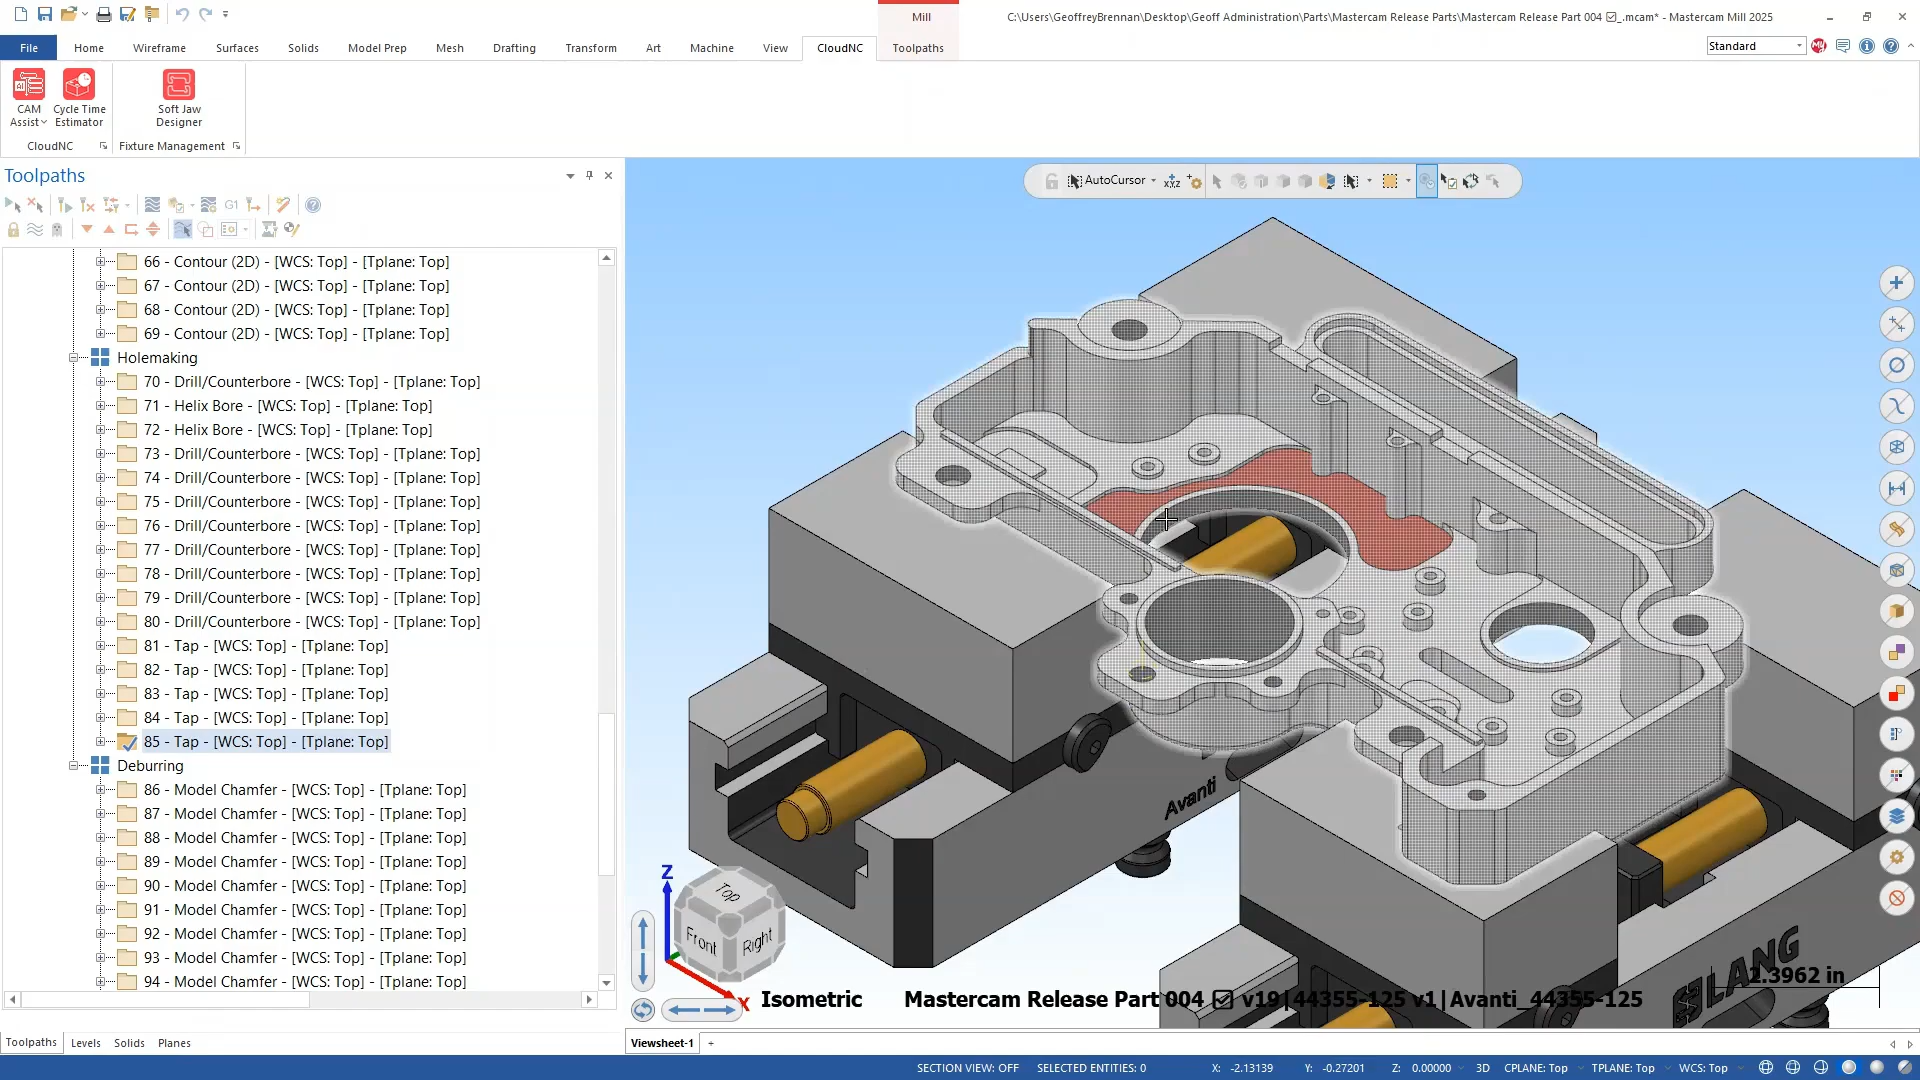 Mill
C:\Users\GeoffreyBrennan\Desktop\Geoff Administration\Parts\Mastercam Release Parts\Mastercam Release Part 004 ☑_.mcam* - Mastercam Mill 2025
File Home Wireframe Surfaces Solids Model Prep Mesh Drafting Transform Art Machine View CloudNC Toolpaths
Standard
CAM Assist
Cycle Time Estimator
Soft Jaw Designer
CloudNC
Fixture Management
Toolpaths
G1
AutoCursor
66 - Contour (2D) - [WCS: Top] - [Tplane: Top]
67 - Contour (2D) - [WCS: Top] - [Tplane: Top]
68 - Contour (2D) - [WCS: Top] - [Tplane: Top]
69 - Contour (2D) - [WCS: Top] - [Tplane: Top]
Holemaking
70 - Drill/Counterbore - [WCS: Top] - [Tplane: Top]
71 - Helix Bore - [WCS: Top] - [Tplane: Top]
72 - Helix Bore - [WCS: Top] - [Tplane: Top]
73 - Drill/Counterbore - [WCS: Top] - [Tplane: Top]
74 - Drill/Counterbore - [WCS: Top] - [Tplane: Top]
75 - Drill/Counterbore - [WCS: Top] - [Tplane: Top]
76 - Drill/Counterbore - [WCS: Top] - [Tplane: Top]
77 - Drill/Counterbore - [WCS: Top] - [Tplane: Top]
78 - Drill/Counterbore - [WCS: Top] - [Tplane: Top]
79 - Drill/Counterbore - [WCS: Top] - [Tplane: Top]
80 - Drill/Counterbore - [WCS: Top] - [Tplane: Top]
81 - Tap - [WCS: Top] - [Tplane: Top]
82 - Tap - [WCS: Top] - [Tplane: Top]
83 - Tap - [WCS: Top] - [Tplane: Top]
84 - Tap - [WCS: Top] - [Tplane: Top]
85 - Tap - [WCS: Top] - [Tplane: Top]
Deburring
86 - Model Chamfer - [WCS: Top] - [Tplane: Top]
87 - Model Chamfer - [WCS: Top] - [Tplane: Top]
88 - Model Chamfer - [WCS: Top] - [Tplane: Top]
89 - Model Chamfer - [WCS: Top] - [Tplane: Top]
90 - Model Chamfer - [WCS: Top] - [Tplane: Top]
91 - Model Chamfer - [WCS: Top] - [Tplane: Top]
92 - Model Chamfer - [WCS: Top] - [Tplane: Top]
93 - Model Chamfer - [WCS: Top] - [Tplane: Top]
94 - Model Chamfer - [WCS: Top] - [Tplane: Top]
Avanti
LANG
Z
Top
Front
Right
X
2.3962 in
Isometric Mastercam Release Part 004 ☑ v19|44355-125 v1|Avanti_44355-125
Toolpaths Levels Solids Planes
Viewsheet-1 +
SECTION VIEW: OFF SELECTED ENTITIES: 0 X: -2.13139 Y: -0.27201 Z: 0.00000 3D CPLANE: Top TPLANE: Top WCS: Top